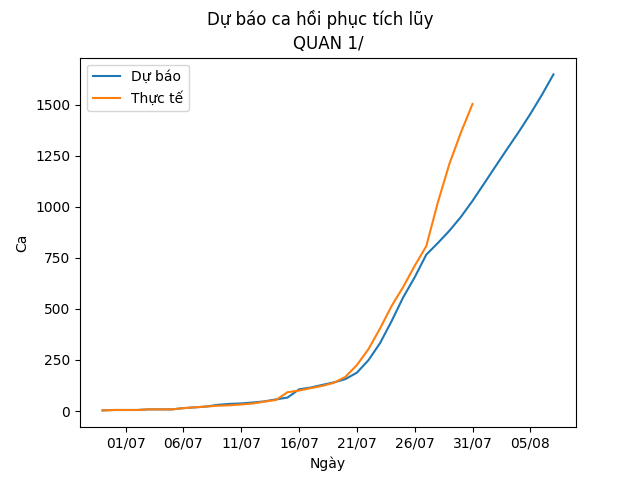 Dự báo ca hồi phục tích lũy
QUAN 1/
Dự báo
Thực tế
1500
1250
1000
750
500
250
0
Ca
01/07 06/07 11/07 16/07 21/07 26/07 31/07 05/08
Ngày